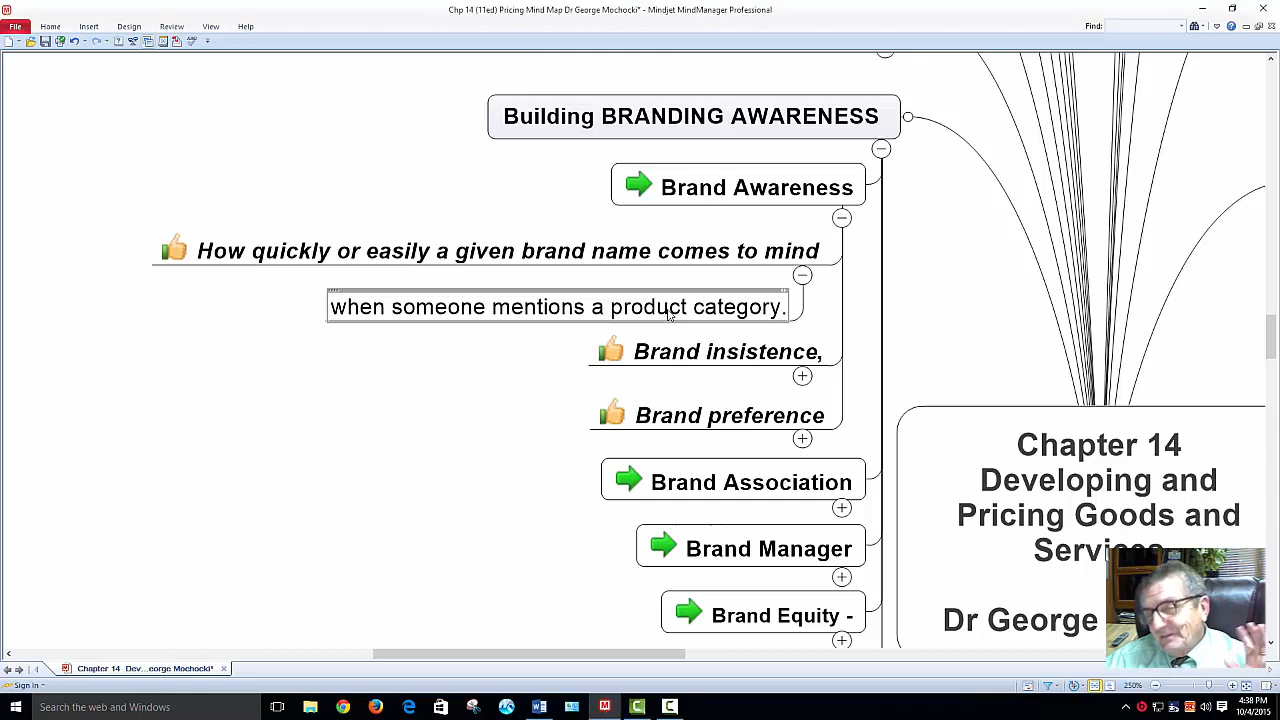 Chp 14 (11ed) Pricing Mind Map Dr George Mochocki* - Mindjet MindManager Professional
File Home Insert Design Review View Help Find:
Building BRANDING AWARENESS
Brand Awareness
How quickly or easily a given brand name comes to mind
when someone mentions a product category.
Brand insistence,
Brand preference
Brand Association
Brand Manager
Brand Equity -
Chapter 14
Developing and
Pricing Goods and
Services
Dr George
Chapter 14 Dev...eorge Mochocki*
Sign In
250%
Search the web and Windows
4:38 PM
10/4/2015